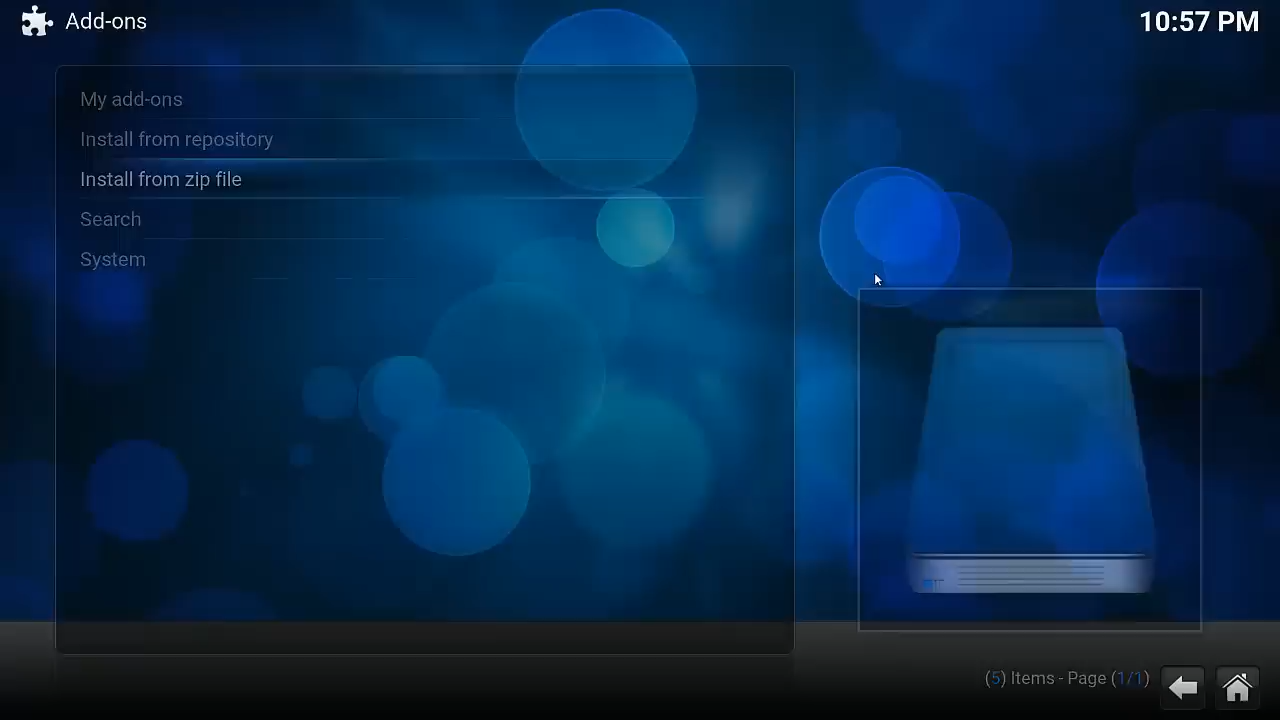 Add-ons
10:57 PM
My add-ons
Install from repository
Install from zip file
Search
System
(5) Items - Page (1/1)